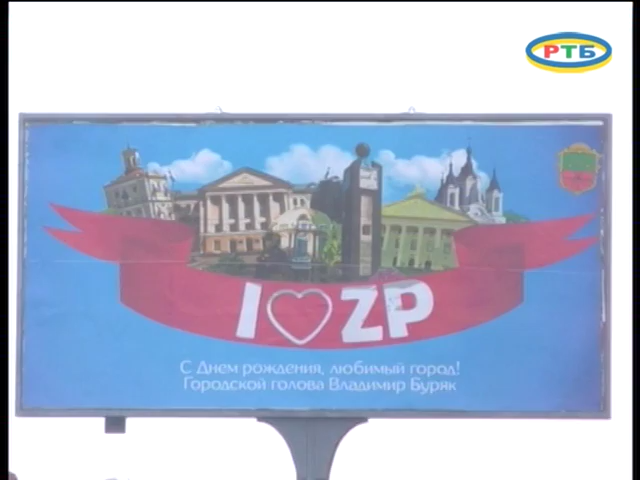 РТБ
I ZP
С Днем рождения, любимый город!
Городской голова Владимир Буряк